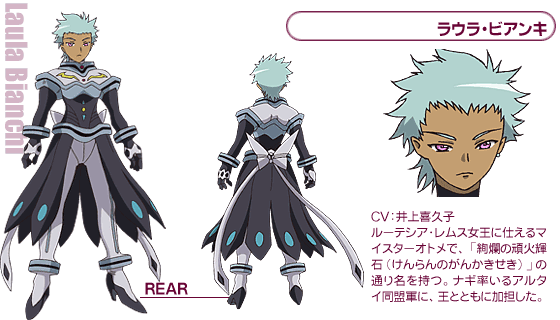 Laula Bianchi
ラウラ・ビアンキ
REAR
CV：井上喜久子
ルーテシア・レムス女王に仕えるマ
イスターオトメで、「絢爛の頑火輝
石（けんらんのがんかきせき）」の
通り名を持つ。ナギ率いるアルタ
イ同盟軍に、王とともに加担した。